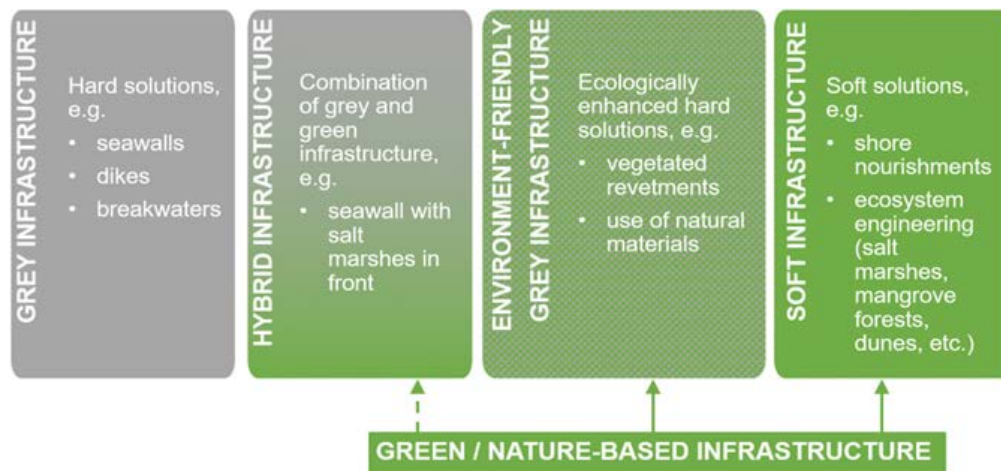 GREY INFRASTRUCTURE
Hard solutions,
e.g.
• seawalls
• dikes
• breakwaters
HYBRID INFRASTRUCTURE
Combination
of grey and
green
infrastructure,
e.g.
• seawall with
salt
marshes in
front
ENVIRONMENT-FRIENDLY
GREY INFRASTRUCTURE
Ecologically
enhanced hard
solutions, e.g.
• vegetated
revetments
• use of natural
materials
SOFT INFRASTRUCTURE
Soft solutions,
e.g.
• shore
nourishments
• ecosystem
engineering
(salt
marshes,
mangrove
forests,
dunes, etc.)
GREEN / NATURE-BASED INFRASTRUCTURE